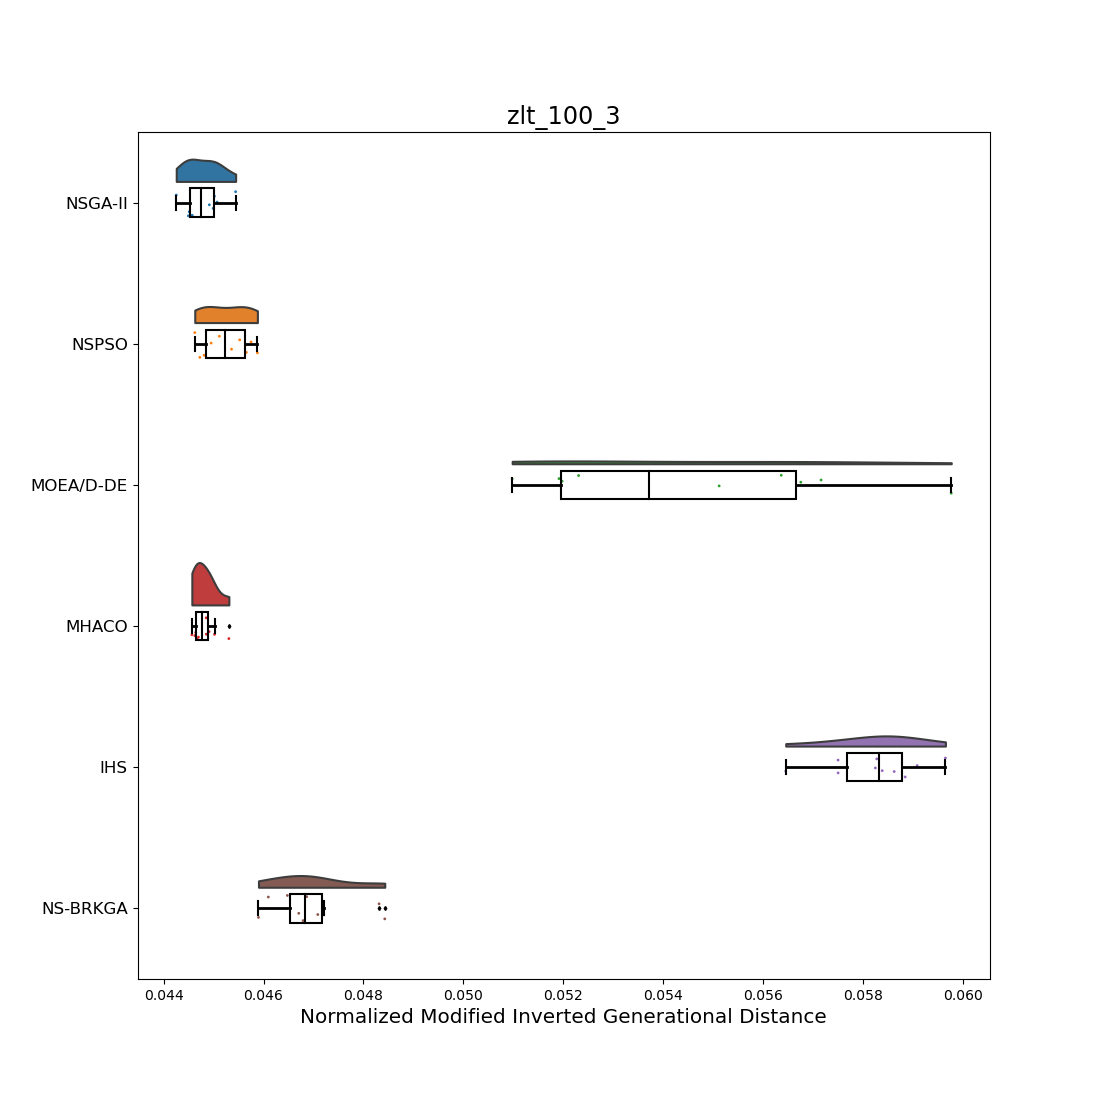 zlt_100_3
NSGA-II
NSPSO
MOEA/D-DE
MHACO
IHS
NS-BRKGA
0.044 0.046 0.048 0.050 0.052 0.054 0.056 0.058 0.060
Normalized Modified Inverted Generational Distance